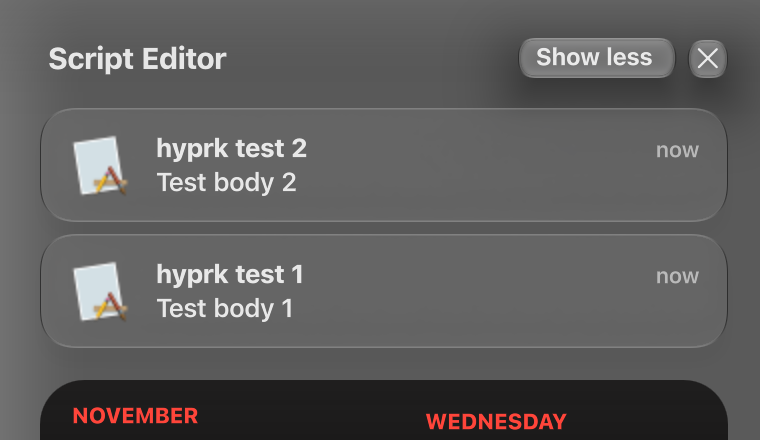 Script Editor
Show less
hyprk test 2
now
Test body 2
hyprk test 1
now
Test body 1
NOVEMBER
WEDNESDAY